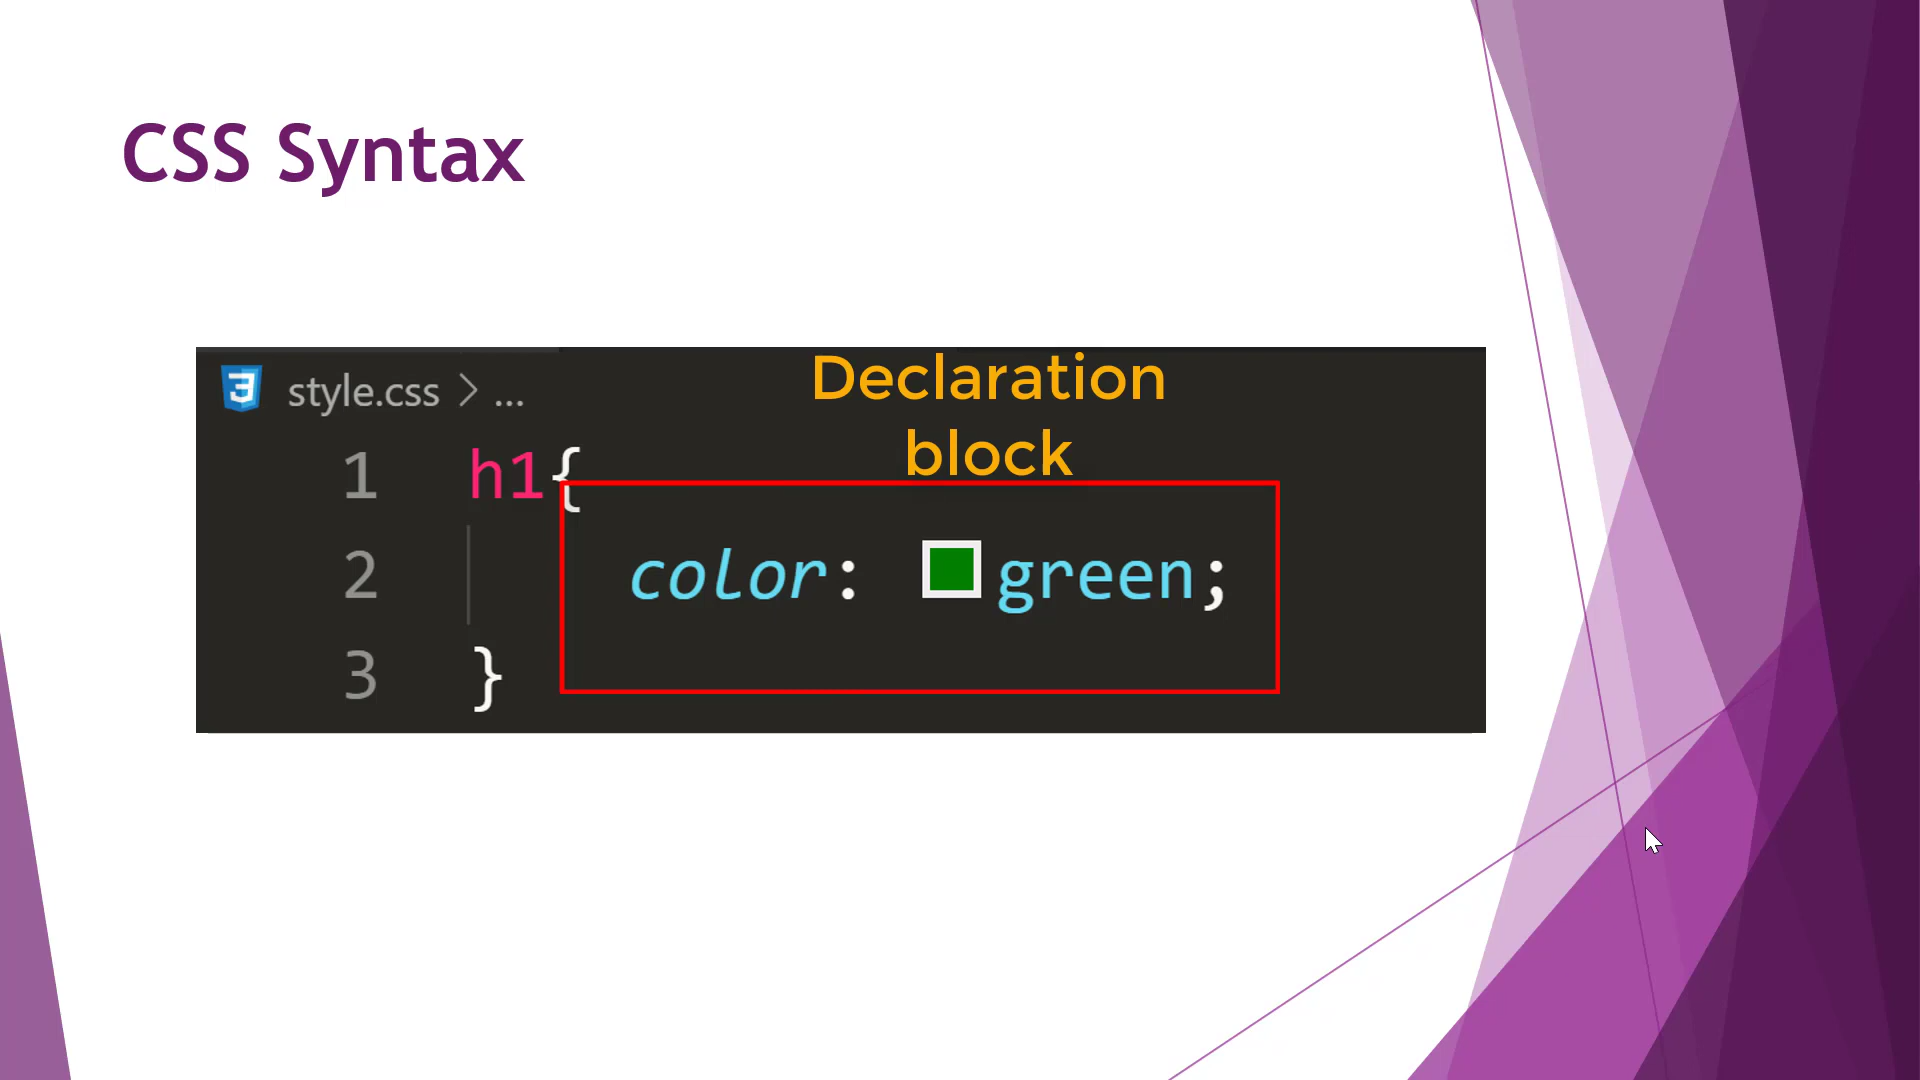 CSS Syntax
style.css > ...
Declaration
block
1 h1{
2 color: green;
3 }